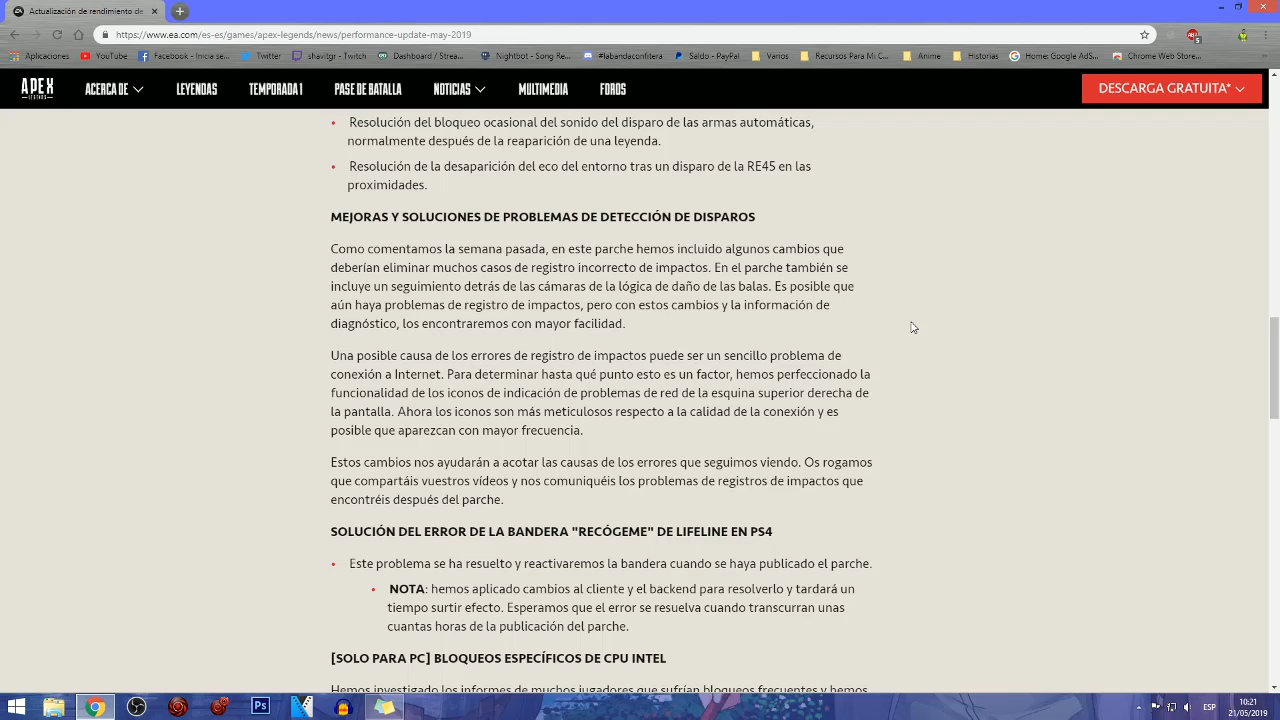 Actualización de rendimiento
https://www.ea.com/es-es/games/apex-legends/news/performance-update-may-2019
Aplicaciones
YouTube
Facebook - Inicia se...
Twitch
shavitgr - Twitch
Dashboard / Strea...
Nightbot - Song Re...
#labandaconfitera
Saldo - PayPal
Varios
Recursos Para Mi C...
Anime
Historias
Home: Google Gam...
GTFO (2019)
APEX
LEGENDS
ACERCA DE
LEYENDAS
TEMPORADA 1
PASE DE BATALLA
NOTICIAS
MULTIMEDIA
FOROS
DESCARGA GRATUITA*
Resolución del bloqueo ocasional del sonido del disparo de las armas automáticas,
normalmente después de la reaparición de una leyenda.
Resolución de la desaparición del eco del entorno tras un disparo de la RE45 en las
proximidades.
MEJORAS Y SOLUCIONES DE PROBLEMAS DE DETECCIÓN DE DISPAROS
Como comentamos la semana pasada, en este parche hemos incluido algunos cambios que
deberían eliminar muchos casos de registro incorrecto de impactos. En el parche también se
incluye un seguimiento detrás de las cámaras de la lógica de daño de las balas. Es posible que
aún haya problemas de registro de impactos, pero con estos cambios y la información de
diagnóstico, los encontraremos con mayor facilidad.
Una posible causa de los errores de registro de impactos puede ser un sencillo problema de
conexión a Internet. Para determinar hasta qué punto esto es un factor, hemos perfeccionado la
funcionalidad de los iconos de indicación de problemas de red de la esquina superior derecha de
la pantalla. Ahora los iconos son más meticulosos respecto a la calidad de la conexión y es
posible que aparezcan con mayor frecuencia.
Estos cambios nos ayudarán a acotar las causas de los errores que seguimos viendo. Os rogamos
que compartáis vuestros vídeos y nos comuniquéis los problemas de registros de impactos que
encontréis después del parche.
SOLUCIÓN DEL ERROR DE LA BANDERA "RECÓGEME" DE LIFELINE EN PS4
Este problema se ha resuelto y reactivaremos la bandera cuando se haya publicado el parche.
NOTA: hemos aplicado cambios al cliente y el backend para resolverlo y tardará un
tiempo surtir efecto. Esperamos que el error se resuelva cuando transcurran unas
cuantas horas de la publicación del parche.
[SOLO PARA PC] BLOQUEOS ESPECÍFICOS DE CPU INTEL
Hemos investigado los informes de muchos jugadores que sufrían bloqueos frecuentes y hemos
ESP
10:21
21/05/2019